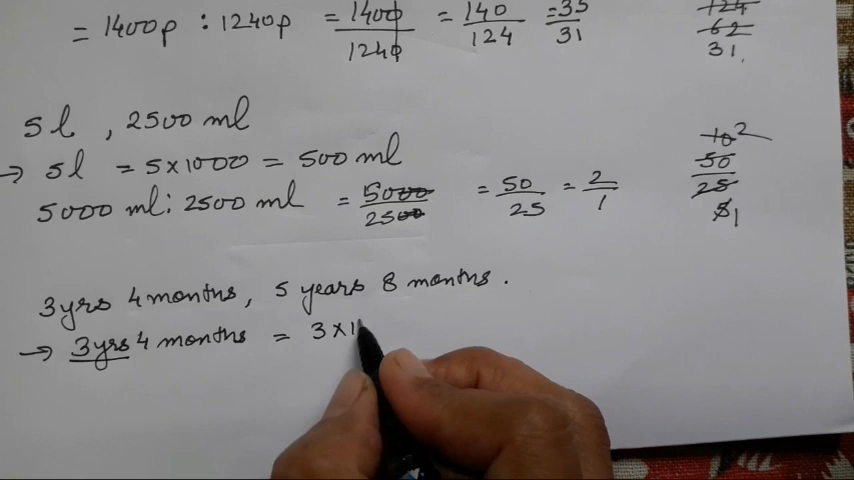 = 1400p : 1240p = 1400/1240 = 140/124 = 35/31
124
62
31
5 l , 2500 ml
→ 5 l = 5×1000 = 500 ml
5000 ml : 2500 ml = 5000/2500 = 50/25 = 2/1
10 2
50
25
5 1
3yrs 4 months, 5 years 8 months.
→ 3yrs 4 months = 3×1